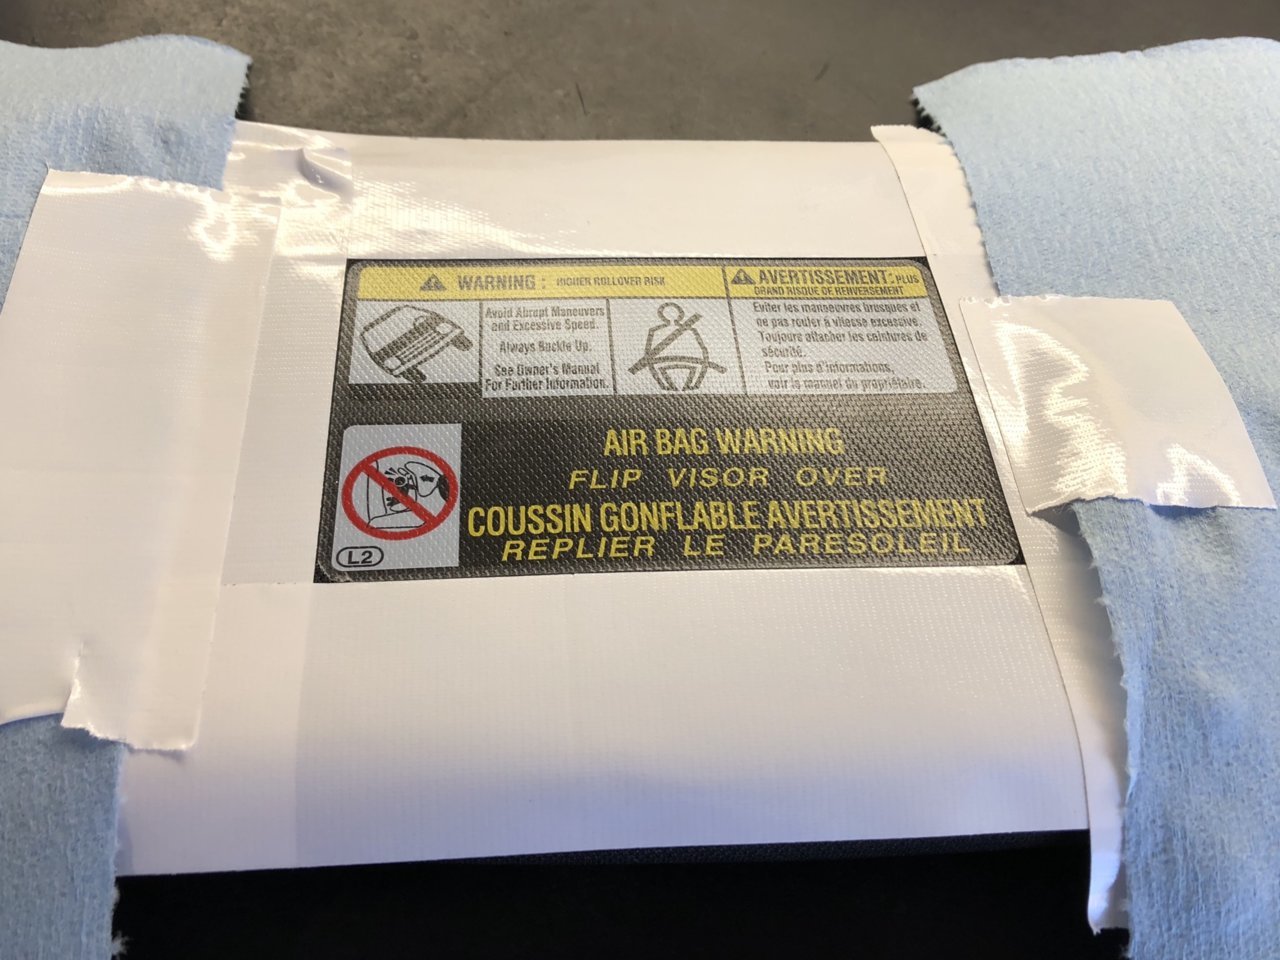 WARNING: HIGHER ROLLOVER RISK
Avoid Abrupt Maneuvers
and Excessive Speed.
Always Buckle Up.
See Owner's Manual
For Further Information.
AVERTISSEMENT: PLUS
GRAND RISQUE DE RENVERSEMENT
Eviter les manoeuvres brusques et
ne pas rouler à vitesse excessive.
Toujours attacher les ceintures de
sécurité.
Pour plus d'informations,
voir le manuel du propriétaire.
AIR BAG WARNING
FLIP VISOR OVER
COUSSIN GONFLABLE AVERTISSEMENT
REPLIER LE PARESOLEIL
L2